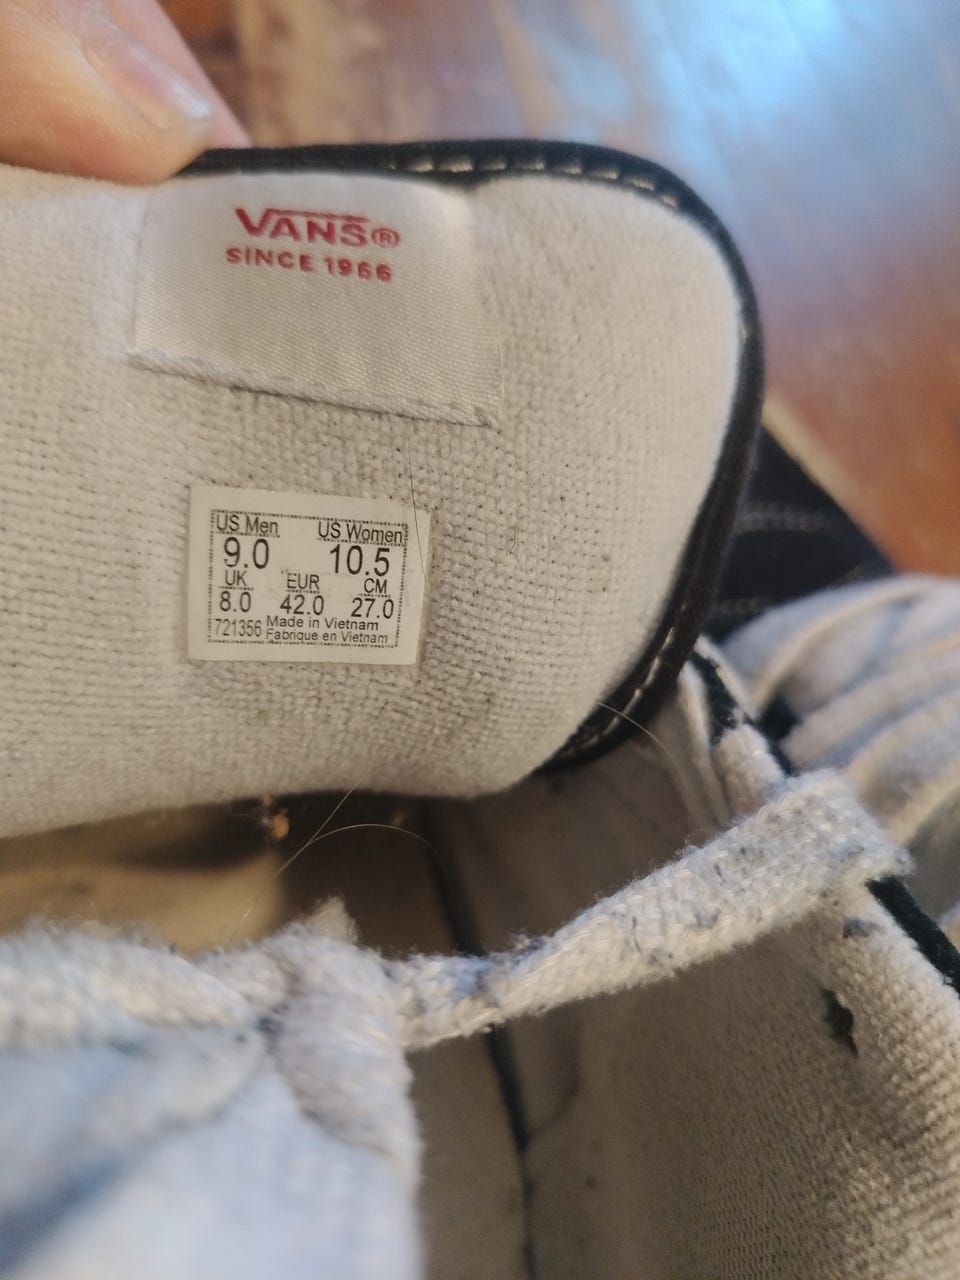 VANS®
SINCE 1966
US Men US Women
9.0 10.5
UK EUR CM
8.0 42.0 27.0
721356 Made in Vietnam
Fabrique en Vietnam